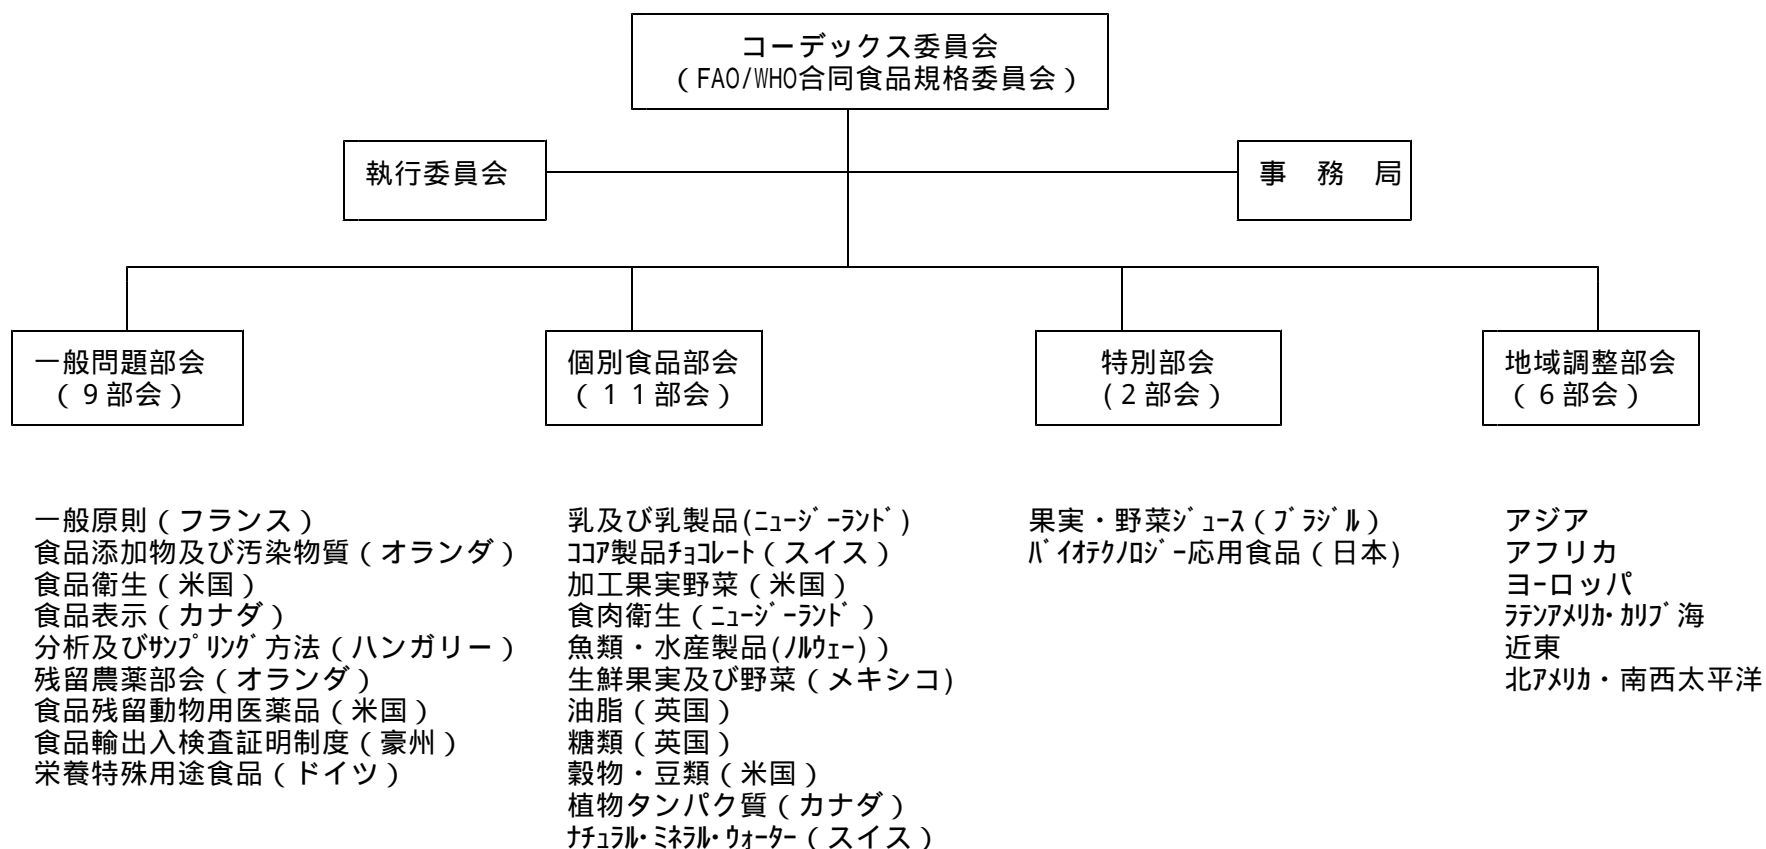 コーデックス委員会
（FAO/WHO合同食品規格委員会）
執行委員会
事　務　局
一般問題部会
（９部会）
個別食品部会
（１１部会）
特別部会
(２部会）
地域調整部会
（６部会）
一般原則（フランス）
食品添加物及び汚染物質（オランダ）
食品衛生（米国）
食品表示（カナダ）
分析及びｻﾝﾌﾟﾘﾝｸﾞ方法（ハンガリー）
残留農薬部会（オランダ）
食品残留動物用医薬品（米国）
食品輸出入検査証明制度（豪州）
栄養特殊用途食品（ドイツ）
乳及び乳製品(ﾆｭｰｼﾞｰﾗﾝﾄﾞ)
ｺｺｱ製品ﾁｮｺﾚｰﾄ（スイス）
加工果実野菜（米国）
食肉衛生（ﾆｭｰｼﾞｰﾗﾝﾄﾞ）
魚類・水産製品(ﾉﾙｳｪｰ)）
生鮮果実及び野菜（メキシコ)
油脂（英国）
糖類（英国）
穀物・豆類（米国）
植物タンパク質（カナダ）
ﾅﾁｭﾗﾙ･ﾐﾈﾗﾙ･ｳｫｰﾀｰ（スイス）
果実・野菜ｼﾞｭｰｽ（ﾌﾞﾗｼﾞﾙ）
ﾊﾞｲｵﾃｸﾉﾛｼﾞｰ応用食品（日本)
アジア
アフリカ
ヨーロッパ
ﾗﾃﾝｱﾒﾘｶ･ｶﾘﾌﾞ海
近東
北ｱﾒﾘｶ・南西太平洋